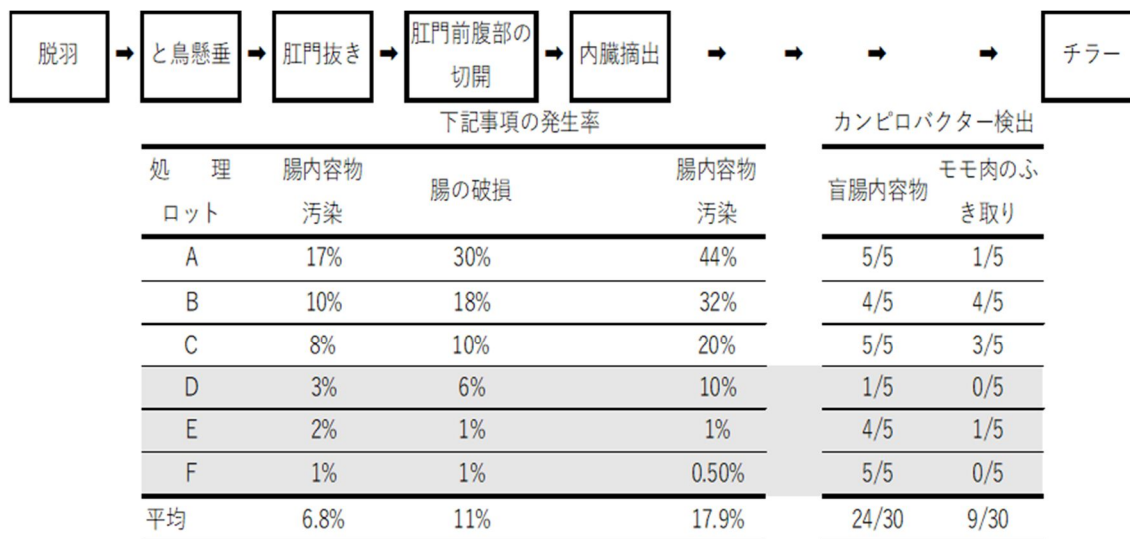 脱羽 ➡ と鳥懸垂 ➡ 肛門抜き ➡ 肛門前腹部の切開 ➡ 内臓摘出 ➡ ➡ ➡ ➡ チラー
下記事項の発生率 カンピロバクター検出
処理ロット 腸内容物汚染 腸の破損 腸内容物汚染 盲腸内容物 モモ肉のふき取り
A 17% 30% 44% 5/5 1/5
B 10% 18% 32% 4/5 4/5
C 8% 10% 20% 5/5 3/5
D 3% 6% 10% 1/5 0/5
E 2% 1% 1% 4/5 1/5
F 1% 1% 0.50% 5/5 0/5
平均 6.8% 11% 17.9% 24/30 9/30